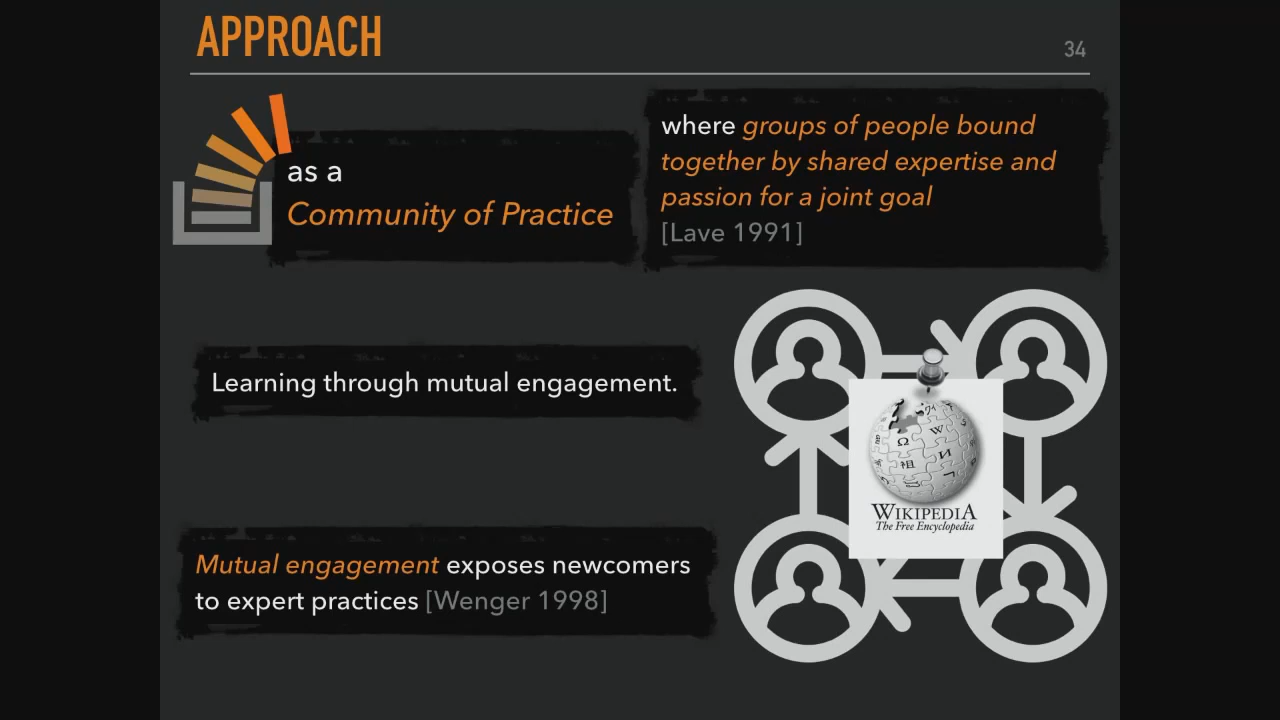 APPROACH
34
as a
Community of Practice
where groups of people bound
together by shared expertise and
passion for a joint goal
[Lave 1991]
Learning through mutual engagement.
Mutual engagement exposes newcomers
to expert practices [Wenger 1998]
Ω W
祖 И
WIKIPEDIA
The Free Encyclopedia